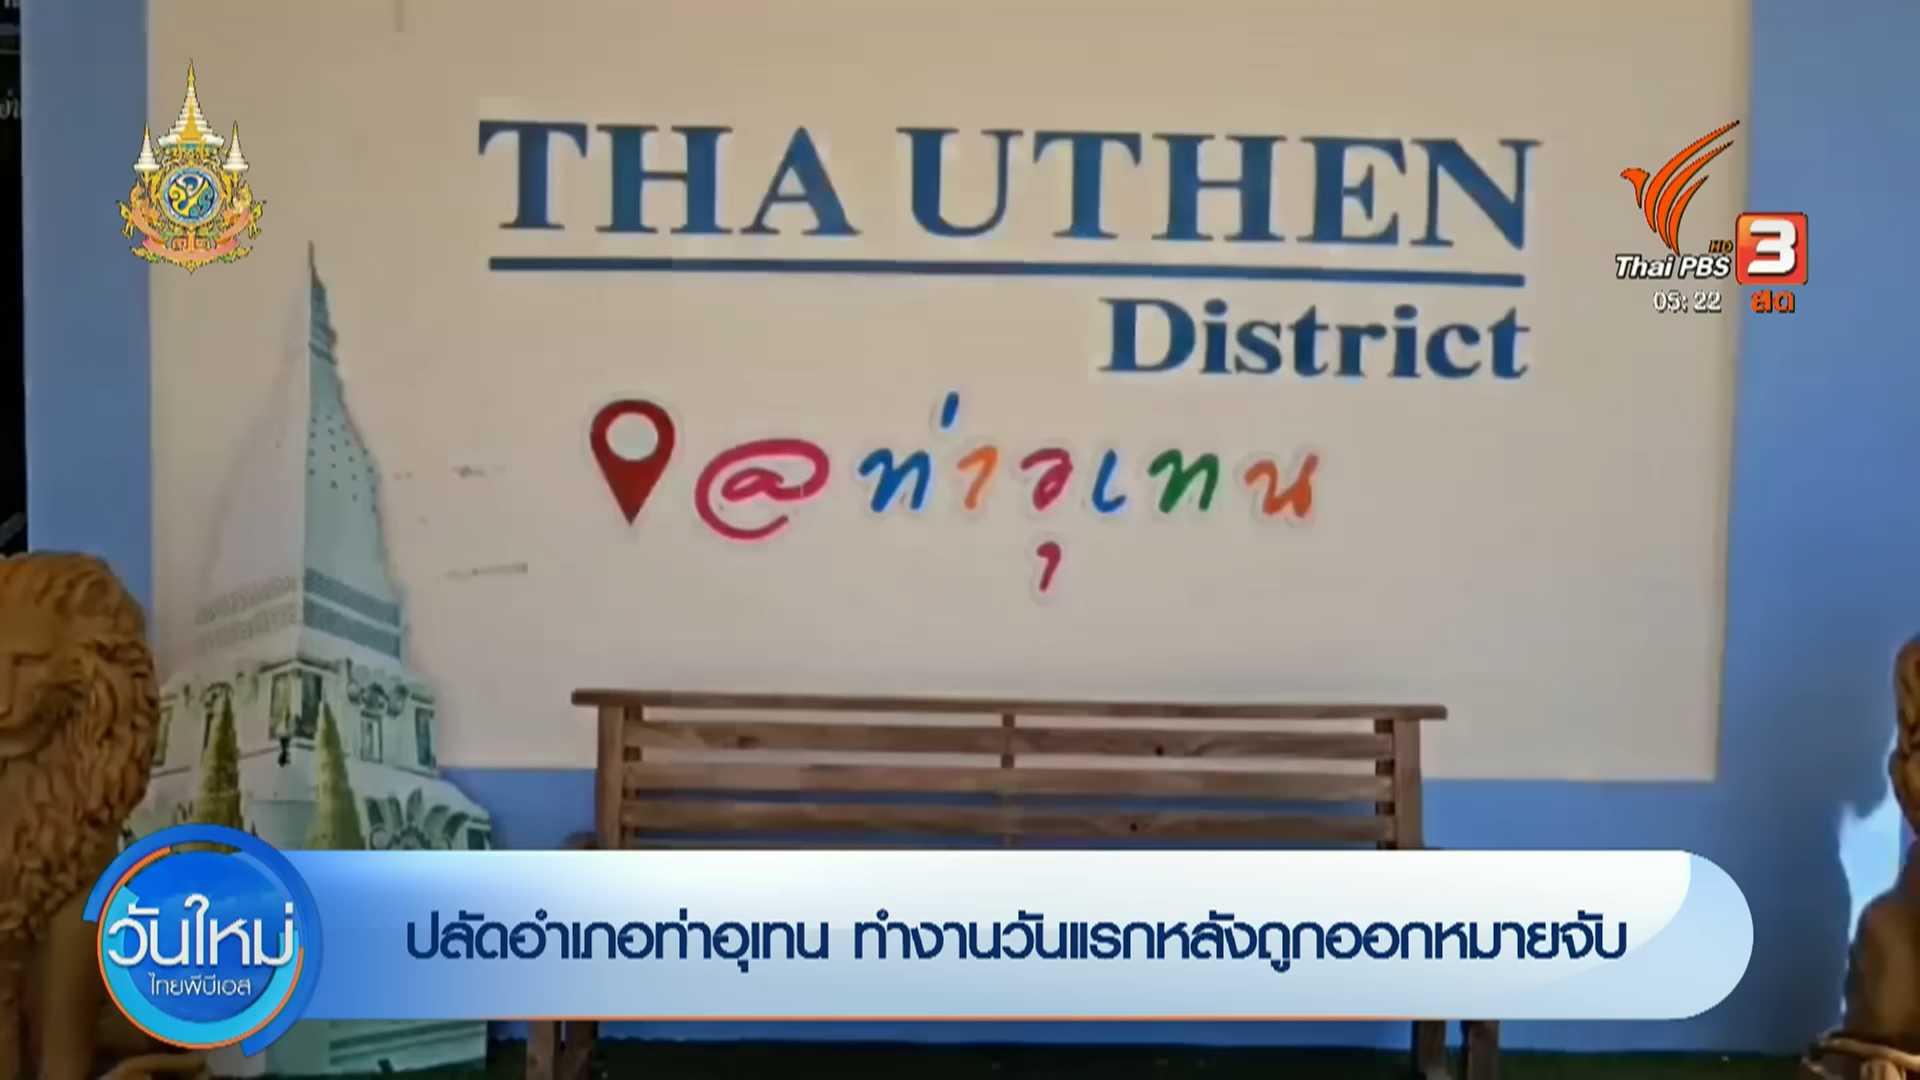 THA UTHEN
District
@ท่าอุเทน
Thai PBS HD 3
05:22 สด
วันใหม่
ไทยพีบีเอส
ปลัดอำเภอท่าอุเทน ทำงานวันแรกหลังถูกออกหมายจับ